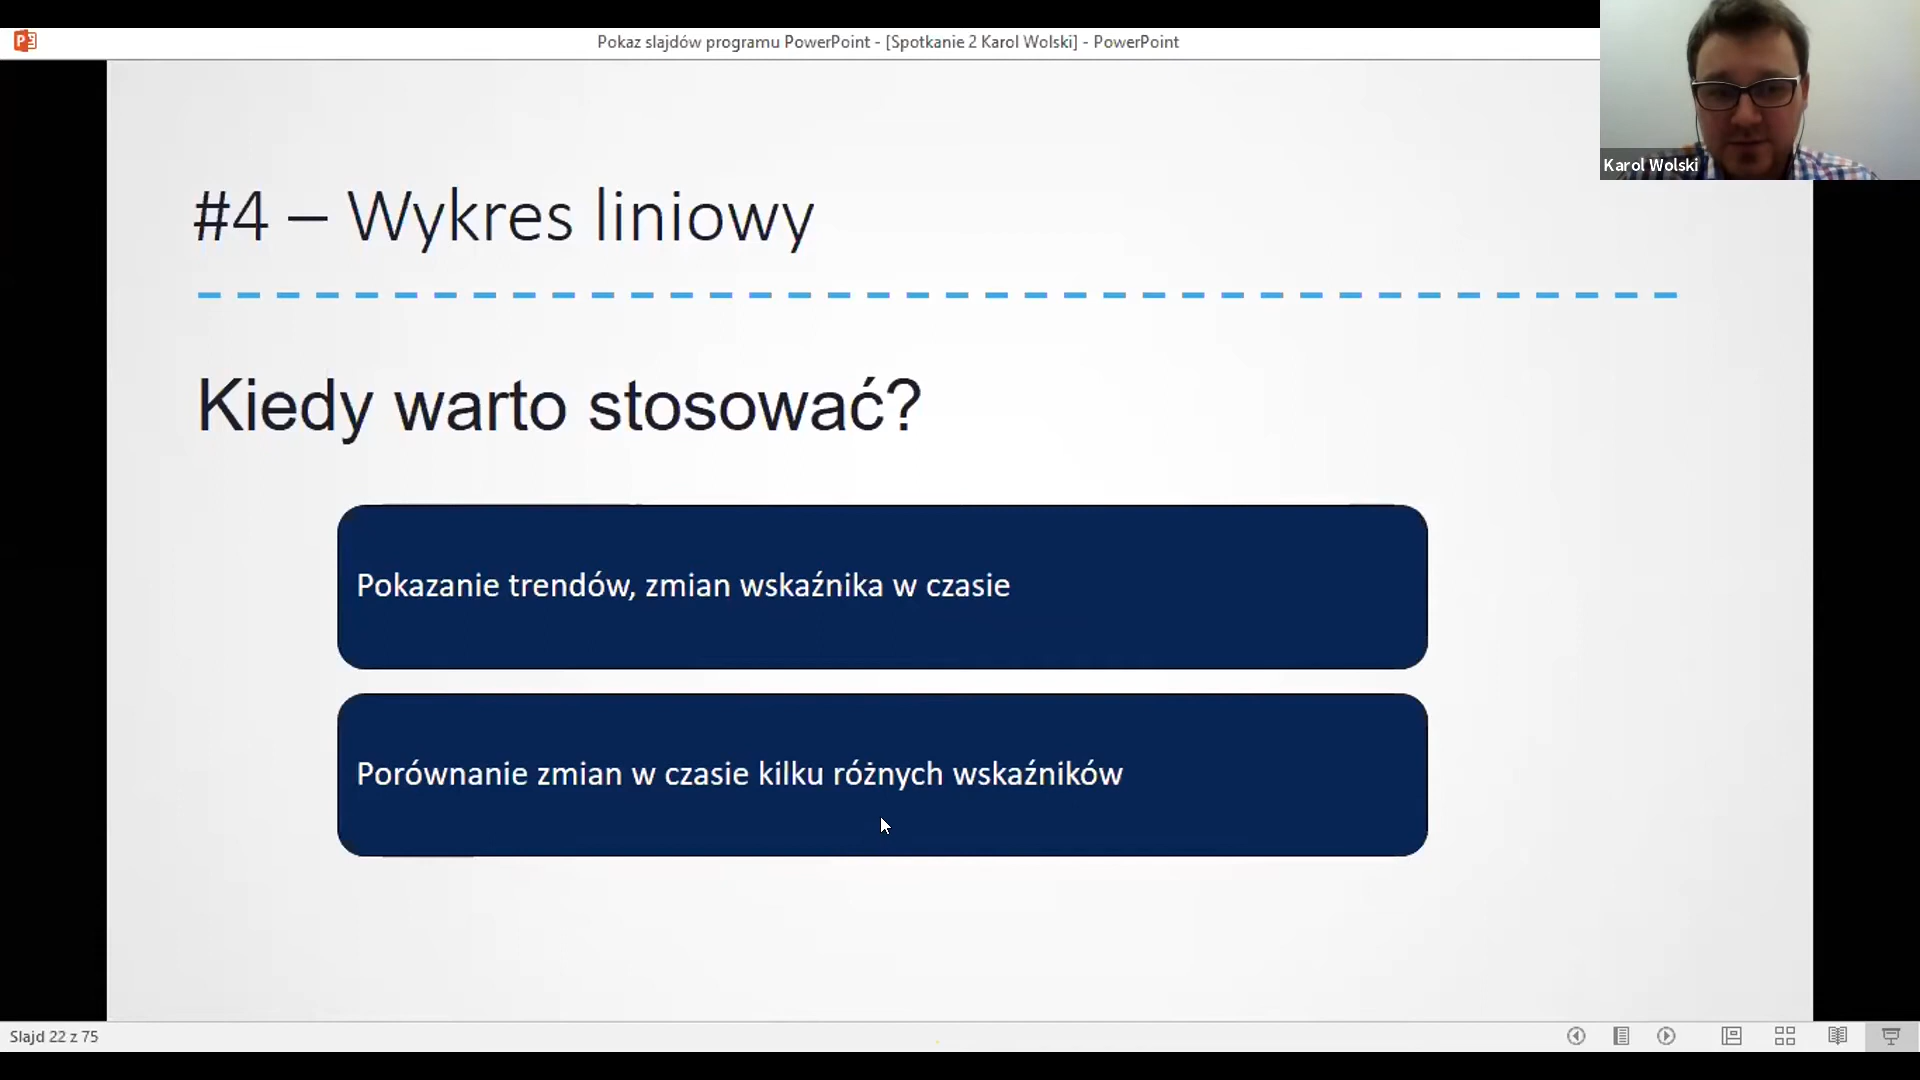 Pokaz slajdów programu PowerPoint - [Spotkanie 2 Karol Wolski] - PowerPoint
Karol Wolski
#4 – Wykres liniowy
Kiedy warto stosować?
Pokazanie trendów, zmian wskaźnika w czasie
Porównanie zmian w czasie kilku różnych wskaźników
Slajd 22 z 75